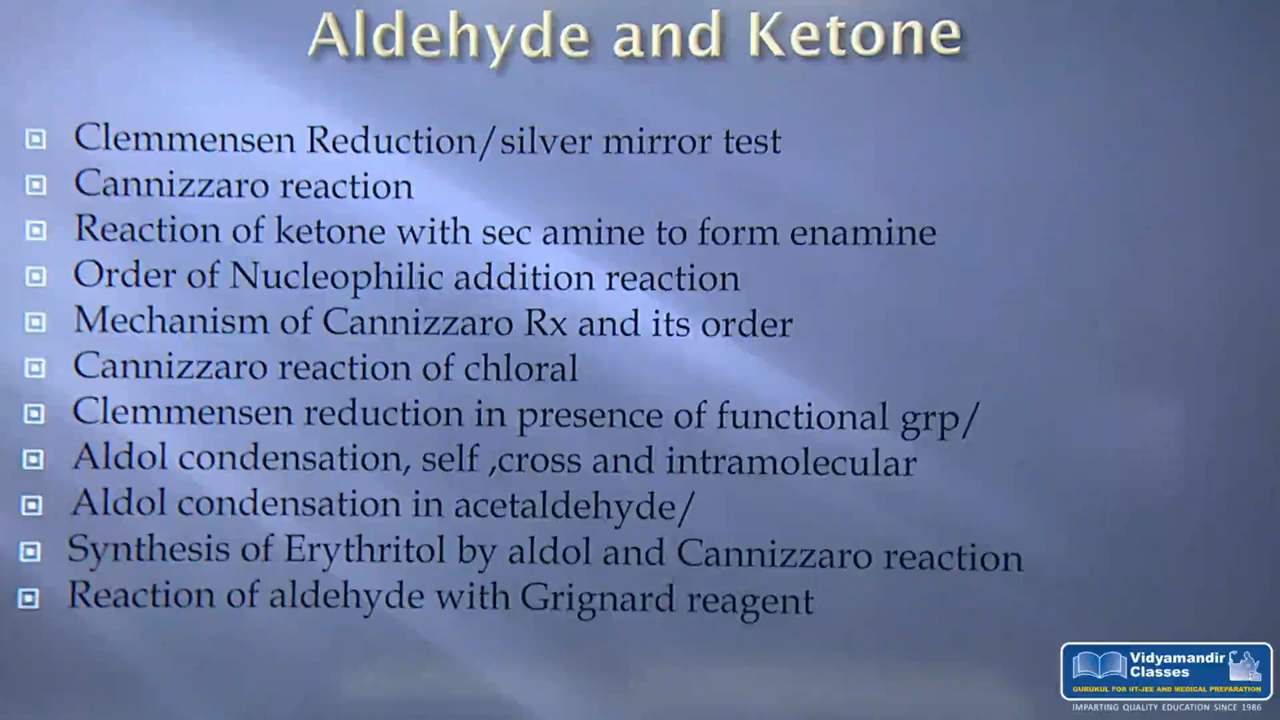 Aldehyde and Ketone
Clemmensen Reduction/silver mirror test
Cannizzaro reaction
Reaction of ketone with sec amine to form enamine
Order of Nucleophilic addition reaction
Mechanism of Cannizzaro Rx and its order
Cannizzaro reaction of chloral
Clemmensen reduction in presence of functional grp/
Aldol condensation, self ,cross and intramolecular
Aldol condensation in acetaldehyde/
Synthesis of Erythritol by aldol and Cannizzaro reaction
Reaction of aldehyde with Grignard reagent
Vidyamandir
Classes
GURUKUL FOR IIT-JEE AND MEDICAL PREPARATION
IMPARTING QUALITY EDUCATION SINCE 1986